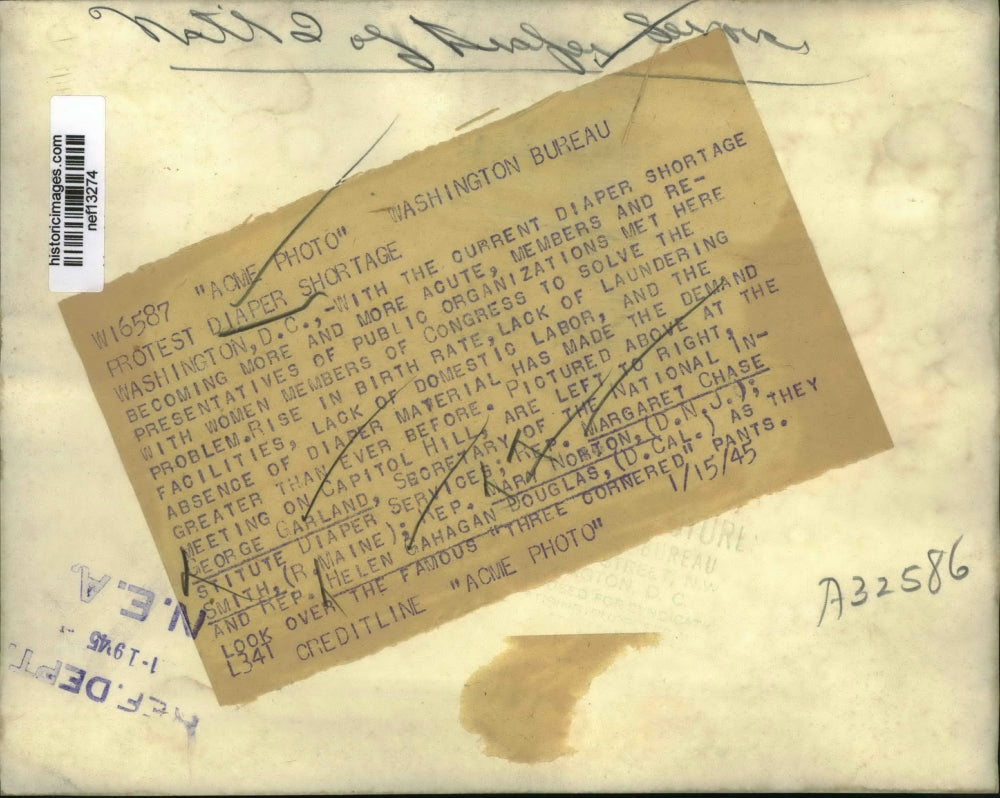 Nat'l I of Diaper Service
historicimages.com
nef13274
W16587 "ACME PHOTO" WASHINGTON BUREAU
PROTEST DIAPER SHORTAGE
WASHINGTON, D.C.,-WITH THE CURRENT DIAPER SHORTAGE
BECOMING MORE AND MORE ACUTE, MEMBERS AND RE-
PRESENTATIVES OF PUBLIC ORGANIZATIONS MET HERE
WITH WOMEN MEMBERS OF CONGRESS TO SOLVE THE
PROBLEM.RISE IN BIRTH RATE, LACK OF LAUNDERING
FACILITIES, LACK OF DOMESTIC LABOR, AND THE
ABSENCE OF DIAPER MATERIAL HAS MADE THE DEMAND
GREATER THAN EVER BEFORE. PICTURED ABOVE AT THE
MEETING ON CAPITOL HILL, ARE LEFT TO RIGHT,
GEORGE GARLAND, SECRETARY OF THE NATIONAL IN-
STITUTE DIAPER SERVICES; REP. MARGARET CHASE
SMITH, (R.MAINE); REP. MARY NORTON, (D.N.J.);
AND REP. HELEN GAHAGAN DOUGLAS, (D.CAL.) AS THEY
LOOK OVER THE FAMOUS "THREE CORNERED" PANTS.
L341 CREDITLINE "ACME PHOTO" 1/15/45
A32586
N.E.A.
1-1945
REF. DEPT.